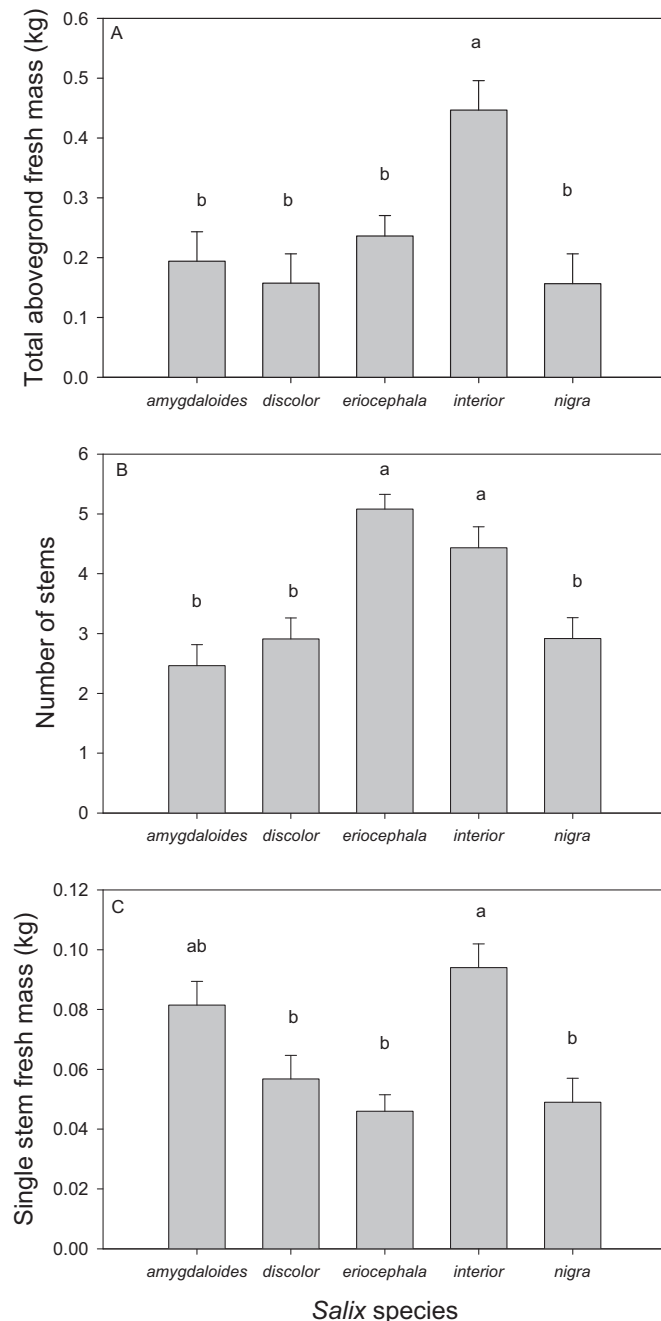 A
Total abovegrond fresh mass (kg)
0.6
0.5
0.4
0.3
0.2
0.1
0.0
b
b
b
a
b
amygdaloides
discolor
eriocephala
interior
nigra
B
Number of stems
6
5
4
3
2
1
0
b
b
a
a
b
amygdaloides
discolor
eriocephala
interior
nigra
C
Single stem fresh mass (kg)
0.12
0.10
0.08
0.06
0.04
0.02
0.00
ab
b
b
a
b
amygdaloides
discolor
eriocephala
interior
nigra
Salix species